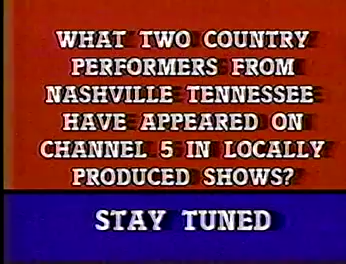 WHAT TWO COUNTRY
PERFORMERS FROM
NASHVILLE TENNESSEE
HAVE APPEARED ON
CHANNEL 5 IN LOCALLY
PRODUCED SHOWS?
STAY TUNED